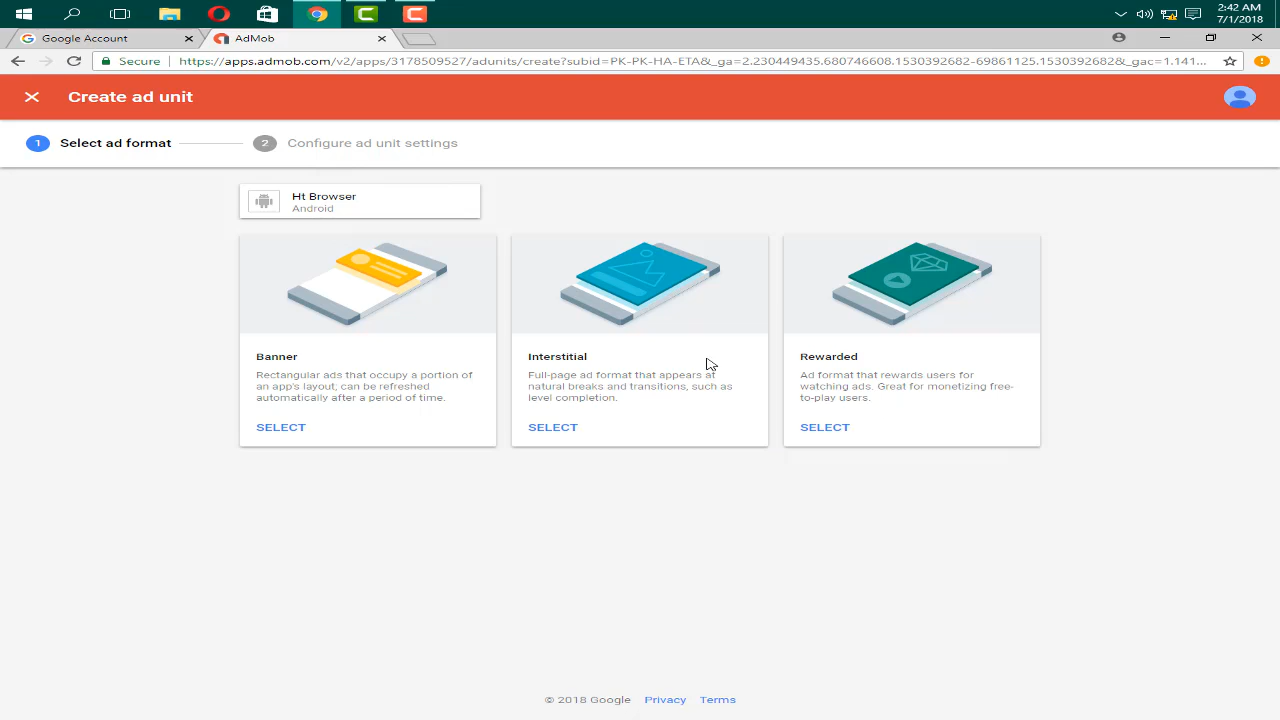 2:42 AM
7/1/2018
Google Account
AdMob
Secure
https://apps.admob.com/v2/apps/3178509527/adunits/create?subid=PK-PK-HA-ETA&_ga=2.230449435.680746608.1530392682-69861125.1530392682&_gac=1.141...
Create ad unit
1 Select ad format
2 Configure ad unit settings
Ht Browser
Android
Banner
Rectangular ads that occupy a portion of
an app's layout; can be refreshed
automatically after a period of time.
SELECT
Interstitial
Full-page ad format that appears at
natural breaks and transitions, such as
level completion.
SELECT
Rewarded
Ad format that rewards users for
watching ads. Great for monetizing free-
to-play users.
SELECT
© 2018 Google Privacy Terms